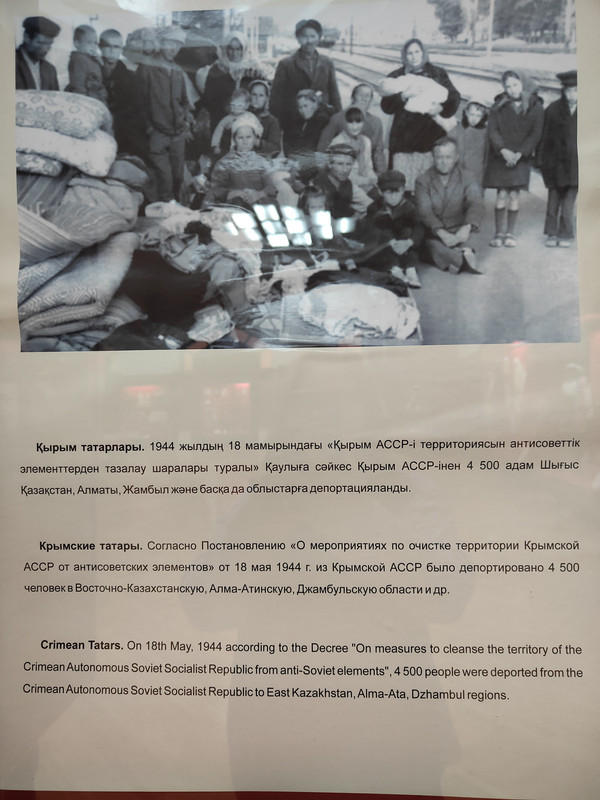 Қырым татарлары. 1944 жылдың 18 мамырындағы «Қырым АССР-і территориясын антисоветтік
элементтерден тазалау шаралары туралы» Қаулыға сәйкес Қырым АССР-інен 4 500 адам Шығыс
Қазақстан, Алматы, Жамбыл және басқа да облыстарға депортацияланды.
Крымские татары. Согласно Постановлению «О мероприятиях по очистке территории Крымской
АССР от антисоветских элементов» от 18 мая 1944 г. из Крымской АССР было депортировано 4 500
человек в Восточно-Казахстанскую, Алма-Атинскую, Джамбульскую области и др.
Crimean Tatars. On 18th May, 1944 according to the Decree "On measures to cleanse the territory of the
Crimean Autonomous Soviet Socialist Republic from anti-Soviet elements", 4 500 people were deported from the
Crimean Autonomous Soviet Socialist Republic to East Kazakhstan, Alma-Ata, Dzhambul regions.